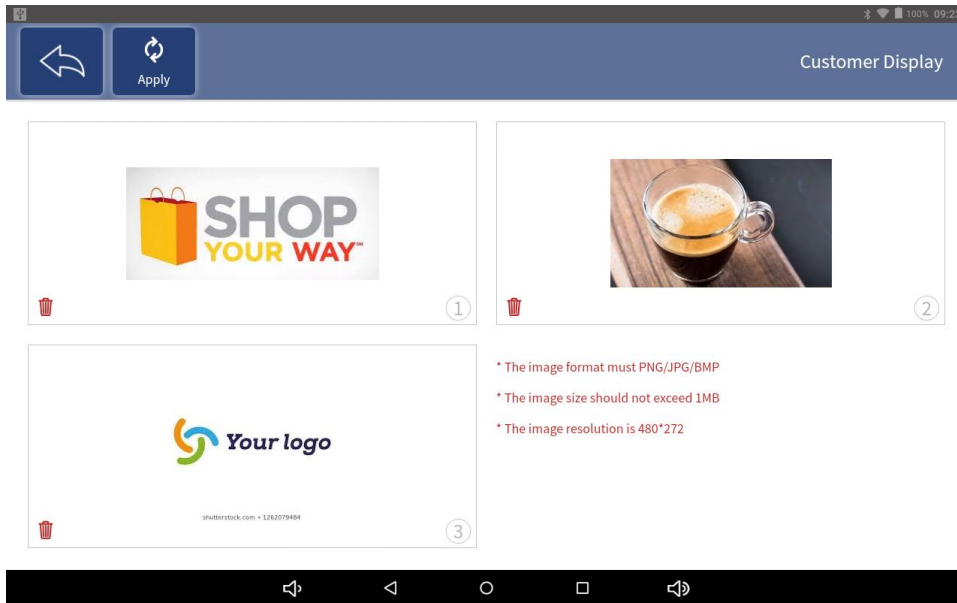 100% 09:2
Apply
Customer Display
SHOP
YOUR WAY℠
1
2
* The image format must PNG/JPG/BMP
* The image size should not exceed 1MB
* The image resolution is 480*272
Your logo
shutterstock.com • 1262079484
3